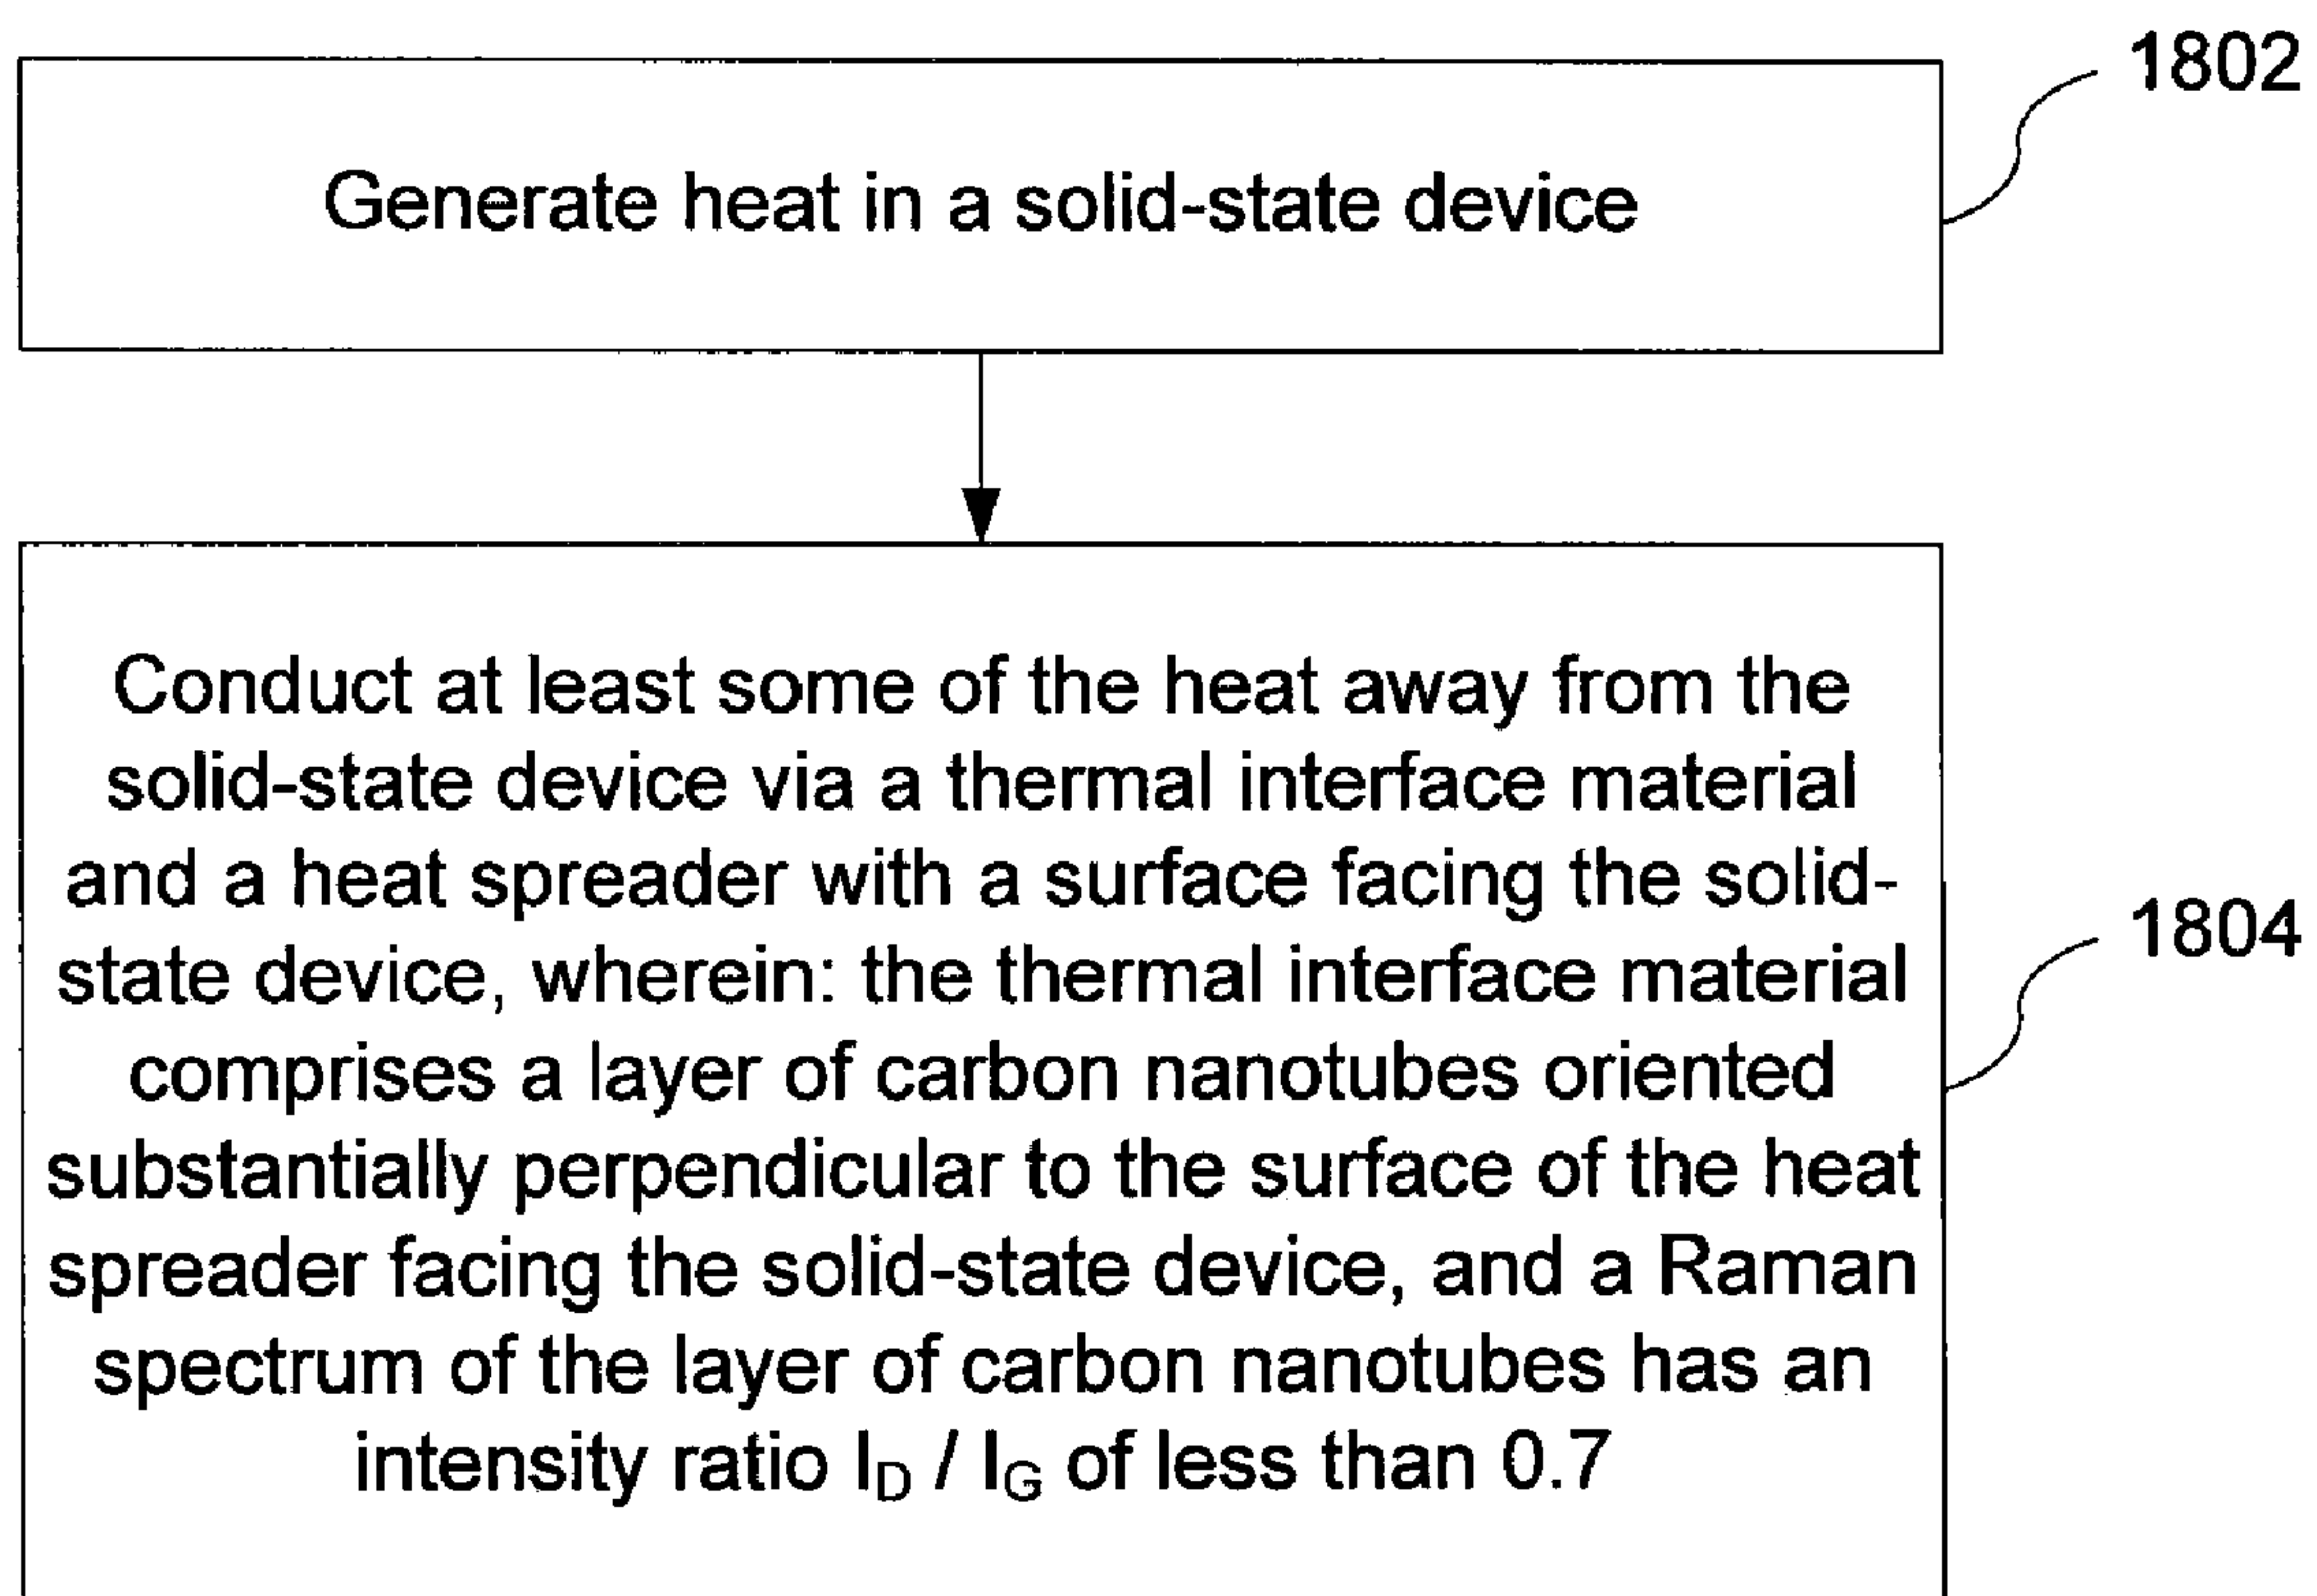 1802
Generate heat in a solid-state device
Conduct at least some of the heat away from the
solid-state device via a thermal interface material
and a heat spreader with a surface facing the solid-
state device, wherein: the thermal interface material
comprises a layer of carbon nanotubes oriented
substantially perpendicular to the surface of the heat
spreader facing the solid-state device, and a Raman
spectrum of the layer of carbon nanotubes has an
intensity ratio I_D / I_G of less than 0.7
1804